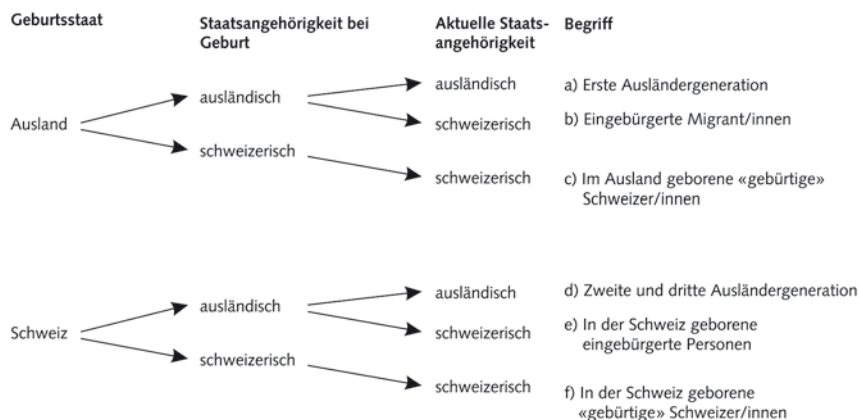 Geburtsstaat
Staatsangehörigkeit bei
Geburt
Aktuelle Staats-
angehörigkeit
Begriff
Ausland
ausländisch
schweizerisch
ausländisch
schweizerisch
schweizerisch
a) Erste Ausländergeneration
b) Eingebürgerte Migrant/innen
c) Im Ausland geborene «gebürtige»
Schweizer/innen
Schweiz
ausländisch
schweizerisch
ausländisch
schweizerisch
schweizerisch
d) Zweite und dritte Ausländergeneration
e) In der Schweiz geborene
eingebürgerte Personen
f) In der Schweiz geborene
«gebürtige» Schweizer/innen